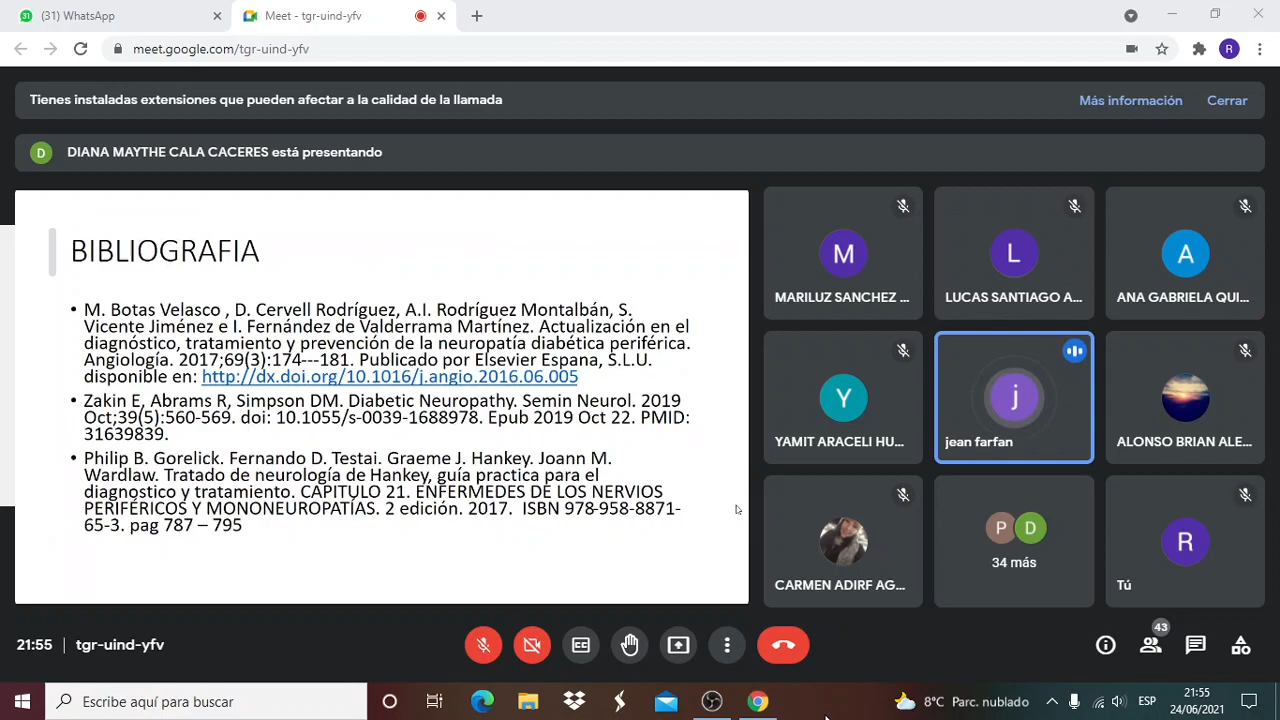 (31) WhatsApp
Meet - tgr-uind-yfv
meet.google.com/tgr-uind-yfv
R
Tienes instaladas extensiones que pueden afectar a la calidad de la llamada
Más información
Cerrar
D
DIANA MAYTHE CALA CACERES está presentando
BIBLIOGRAFIA
• M. Botas Velasco , D. Cervell Rodríguez, A.I. Rodríguez Montalbán, S.
Vicente Jiménez e I. Fernández de Valderrama Martínez. Actualización en el
diagnóstico, tratamiento y prevención de la neuropatía diabética periférica.
Angiología. 2017;69(3):174---181. Publicado por Elsevier Espana, S.L.U.
disponible en: http://dx.doi.org/10.1016/j.angio.2016.06.005
• Zakin E, Abrams R, Simpson DM. Diabetic Neuropathy. Semin Neurol. 2019
Oct;39(5):560-569. doi: 10.1055/s-0039-1688978. Epub 2019 Oct 22. PMID:
31639839.
• Philip B. Gorelick. Fernando D. Testai. Graeme J. Hankey. Joann M.
Wardlaw. Tratado de neurología de Hankey, guía practica para el
diagnostico y tratamiento. CAPITULO 21. ENFERMEDES DE LOS NERVIOS
PERIFÉRICOS Y MONONEUROPATÍAS. 2 edición. 2017. ISBN 978-958-8871-
65-3. pag 787 – 795
M
MARILUZ SANCHEZ ...
L
LUCAS SANTIAGO A...
A
ANA GABRIELA QUI...
Y
YAMIT ARACELI HU...
j
jean farfan
ALONSO BRIAN ALE...
CARMEN ADIRF AG...
P D
34 más
R
Tú
21:55 | tgr-uind-yfv
CC
43
Escribe aquí para buscar
8°C Parc. nublado
ESP
21:55
24/06/2021